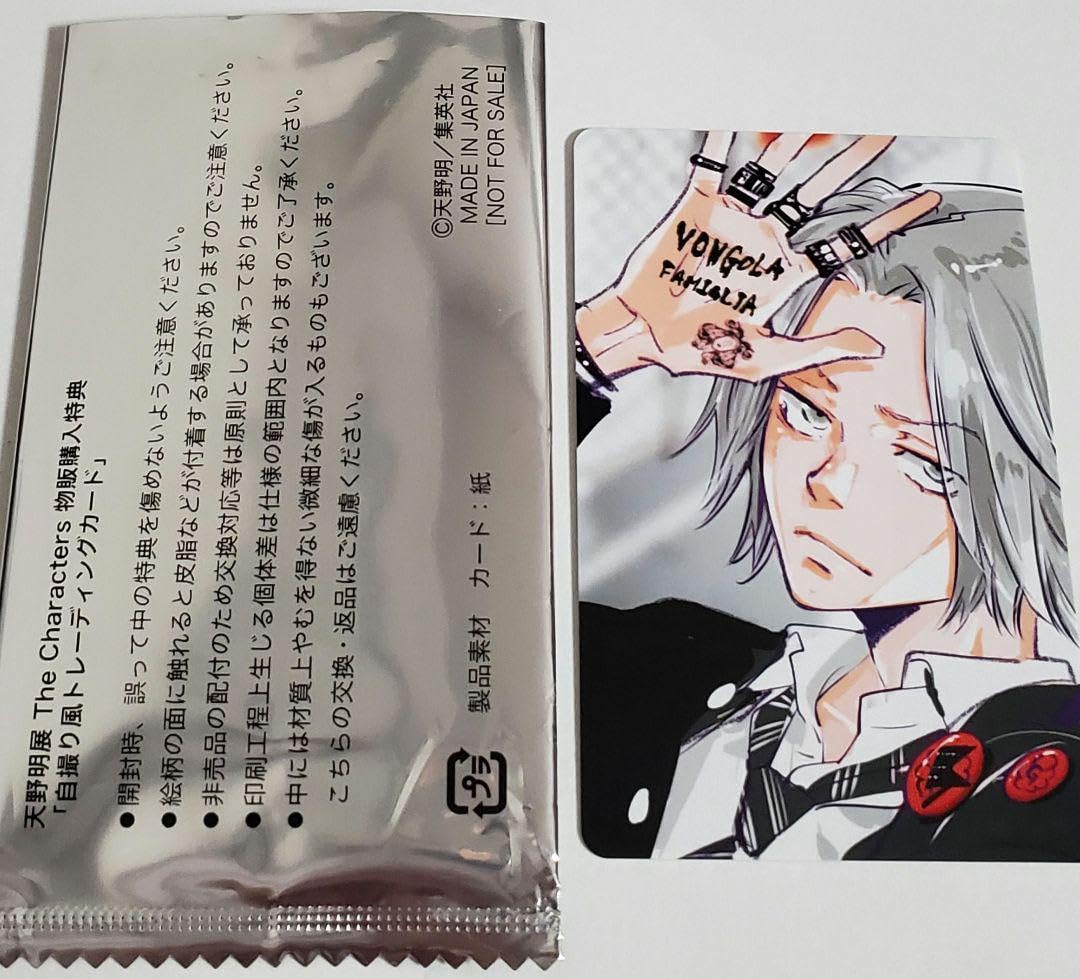 天野明展 The Characters 物販購入特典
「自撮り風トレーディングカード」
●開封時、誤って中の特典を傷めないようご注意ください。
●絵柄の面に触れると皮脂などが付着する場合がありますのでご注意ください。
●非売品の配付のため交換対応等は原則として承っておりません。
●印刷工程上生じる個体差は仕様の範囲内となりますのでご了承ください。
●中には材質上やむを得ない微細な傷が入るものもございます。
こちらの交換・返品はご遠慮ください。
製品素材 カード：紙
プラ
©天野明／集英社
MADE IN JAPAN
[NOT FOR SALE]
VONGOLA
FAMIGLIA